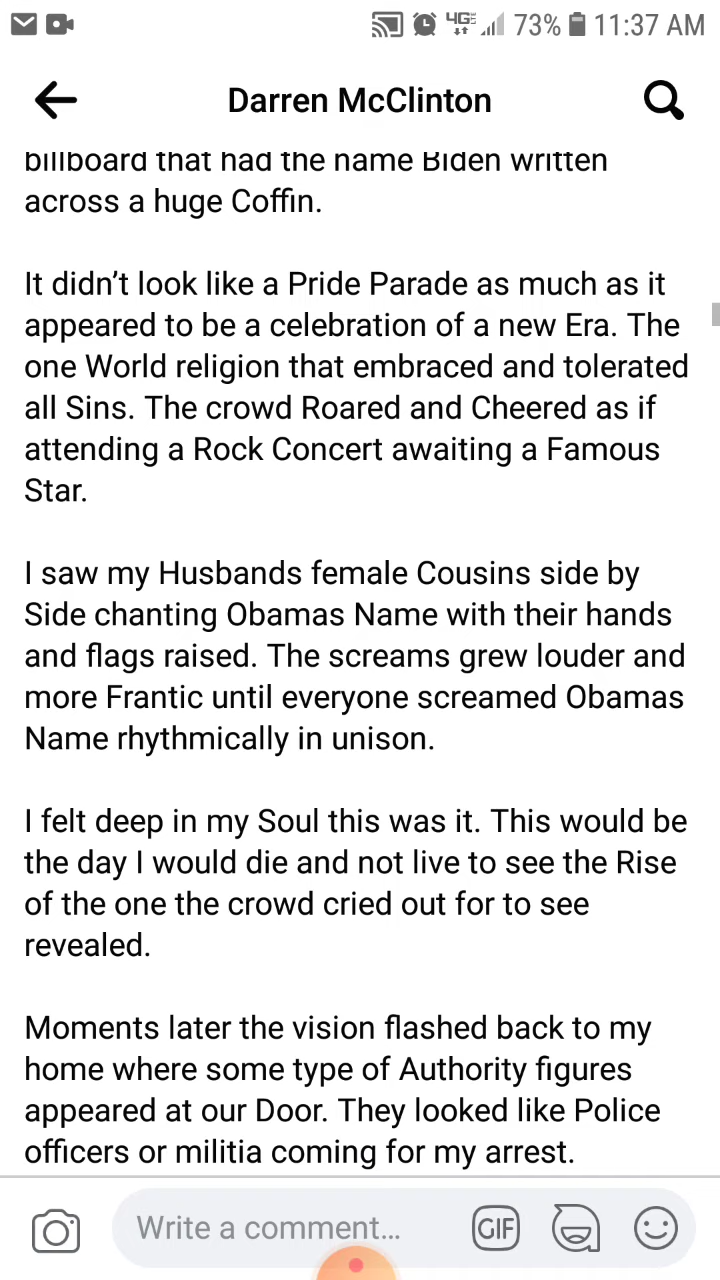 4G 73% 11:37 AM
Darren McClinton
billboard that had the name Biden written
across a huge Coffin.
It didn’t look like a Pride Parade as much as it
appeared to be a celebration of a new Era. The
one World religion that embraced and tolerated
all Sins. The crowd Roared and Cheered as if
attending a Rock Concert awaiting a Famous
Star.
I saw my Husbands female Cousins side by
Side chanting Obamas Name with their hands
and flags raised. The screams grew louder and
more Frantic until everyone screamed Obamas
Name rhythmically in unison.
I felt deep in my Soul this was it. This would be
the day I would die and not live to see the Rise
of the one the crowd cried out for to see
revealed.
Moments later the vision flashed back to my
home where some type of Authority figures
appeared at our Door. They looked like Police
officers or militia coming for my arrest.
Write a comment... GIF